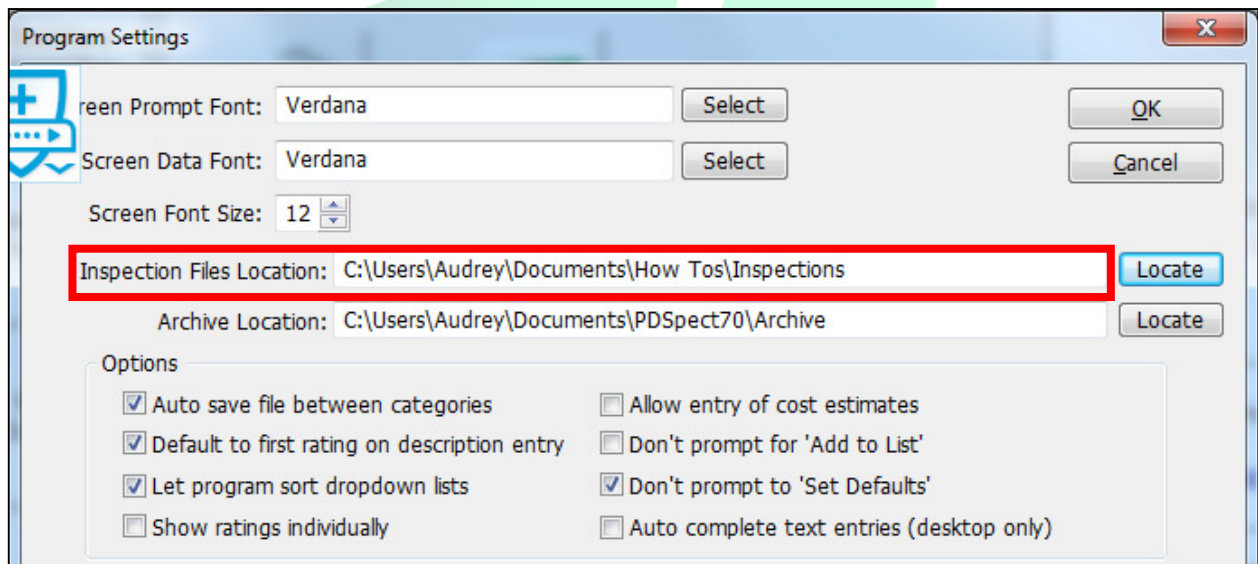 Program Settings
x
reen Prompt Font: Verdana Select OK
Screen Data Font: Verdana Select Cancel
Screen Font Size: 12
Inspection Files Location: C:\Users\Audrey\Documents\How Tos\Inspections Locate
Archive Location: C:\Users\Audrey\Documents\PDSpect70\Archive Locate
Options
Auto save file between categories Allow entry of cost estimates
Default to first rating on description entry Don't prompt for 'Add to List'
Let program sort dropdown lists Don't prompt to 'Set Defaults'
Show ratings individually Auto complete text entries (desktop only)